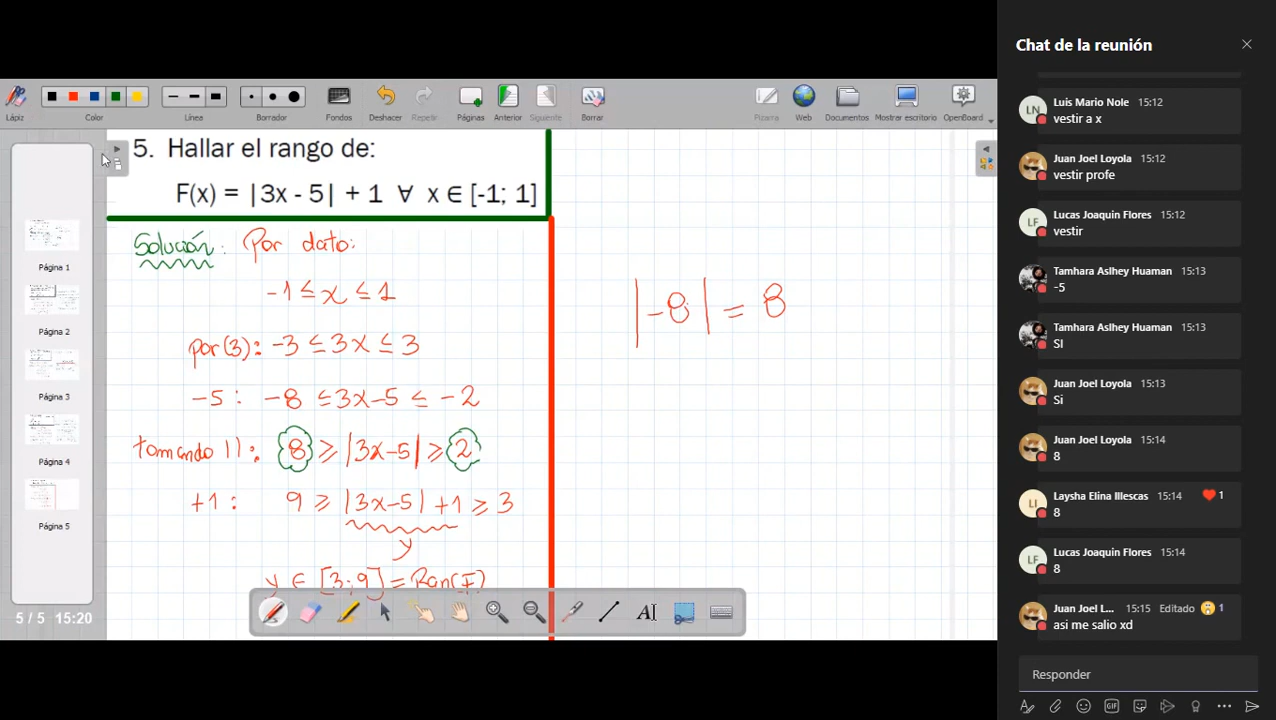 Chat de la reunión
Color
Línea
Borrador
Lápiz
Fondos
Deshacer
Repetir
Páginas
Anterior
Siguiente
Borrar
Pizarra
Web
Documentos
Mostrar escritorio
OpenBoard
5. Hallar el rango de:
F(x) = |3x - 5| + 1 ∀ x ∈ [-1; 1]
Solución: Por dato:
-1 ≤ x ≤ 1
por(3): -3 ≤ 3x ≤ 3
-5: -8 ≤ 3x-5 ≤ -2
tomando ||: 8 ≥ |3x-5| ≥ 2
+1: 9 ≥ |3x-5| +1 ≥ 3
y
y ∈ [3;9] = Ran(F)
|-8| = 8
Página 1
Página 2
Página 3
Página 4
Página 5
5 / 5 15:20
Luis Mario Nole 15:12
vestir a x
Juan Joel Loyola 15:12
vestir profe
Lucas Joaquin Flores 15:12
vestir
Tamhara Aslhey Huaman 15:13
-5
Tamhara Aslhey Huaman 15:13
SI
Juan Joel Loyola 15:13
Si
Juan Joel Loyola 15:14
8
Laysha Elina Illescas 15:14 1
8
Lucas Joaquin Flores 15:14
8
Juan Joel L... 15:15 Editado 1
asi me salio xd
Responder
LN
LF
LI
LF
GIF
AI